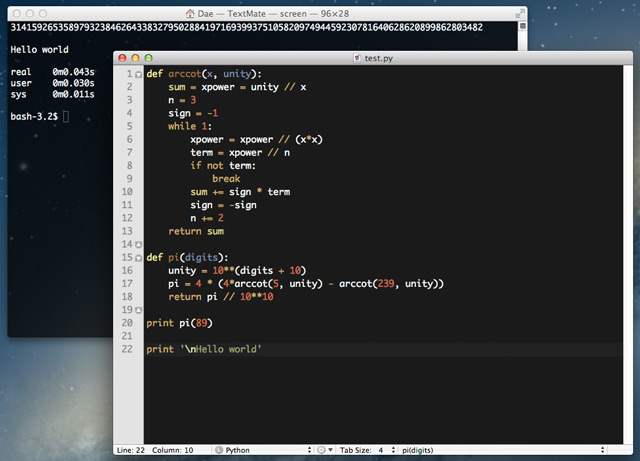 Dae — TextMate — screen — 96×28
314159265358979323846264338327950288419716939937510582097494459230781640628620899862803482
Hello world
real 0m0.043s
user 0m0.030s
sys 0m0.011s
bash-3.2$
test.py
1 def arccot(x, unity):
2 sum = xpower = unity // x
3 n = 3
4 sign = -1
5 while 1:
6 xpower = xpower // (x*x)
7 term = xpower // n
8 if not term:
9 break
10 sum += sign * term
11 sign = -sign
12 n += 2
13 return sum
14
15 def pi(digits):
16 unity = 10**(digits + 10)
17 pi = 4 * (4*arccot(5, unity) - arccot(239, unity))
18 return pi // 10**10
19
20 print pi(89)
21
22 print '\nHello world'
Line: 22 Column: 10 L Python Tab Size: 4 pi(digits)